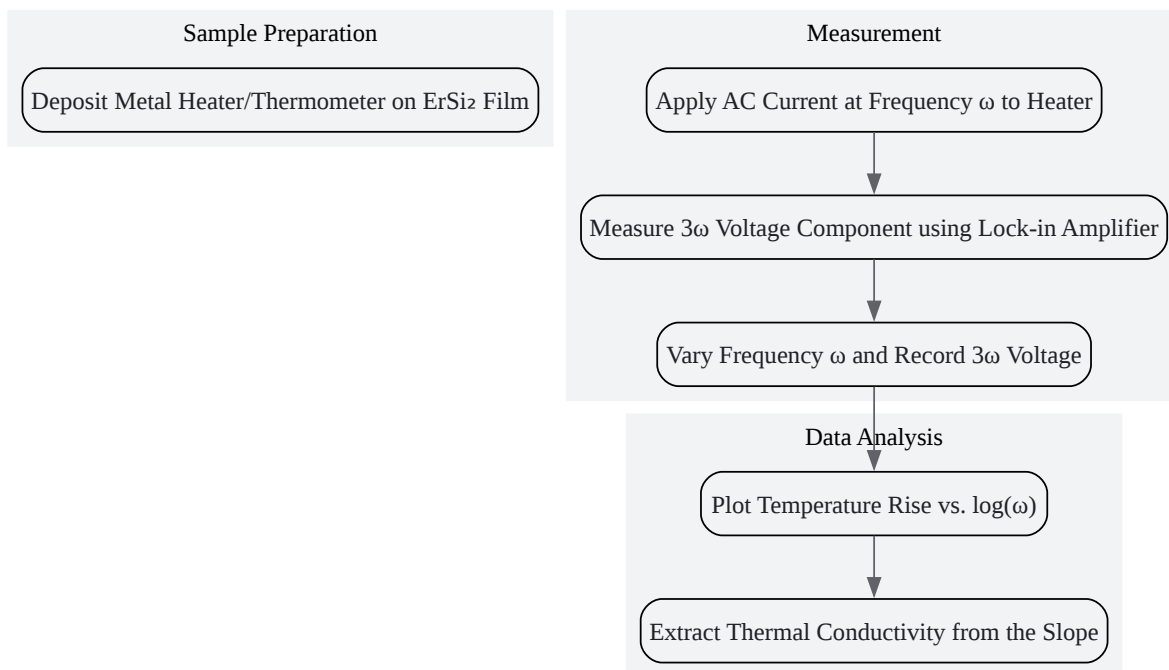 Sample Preparation
Deposit Metal Heater/Thermometer on ErSi₂ Film
Measurement
Apply AC Current at Frequency ω to Heater
Measure 3ω Voltage Component using Lock-in Amplifier
Vary Frequency ω and Record 3ω Voltage
Data Analysis
Plot Temperature Rise vs. log(ω)
Extract Thermal Conductivity from the Slope